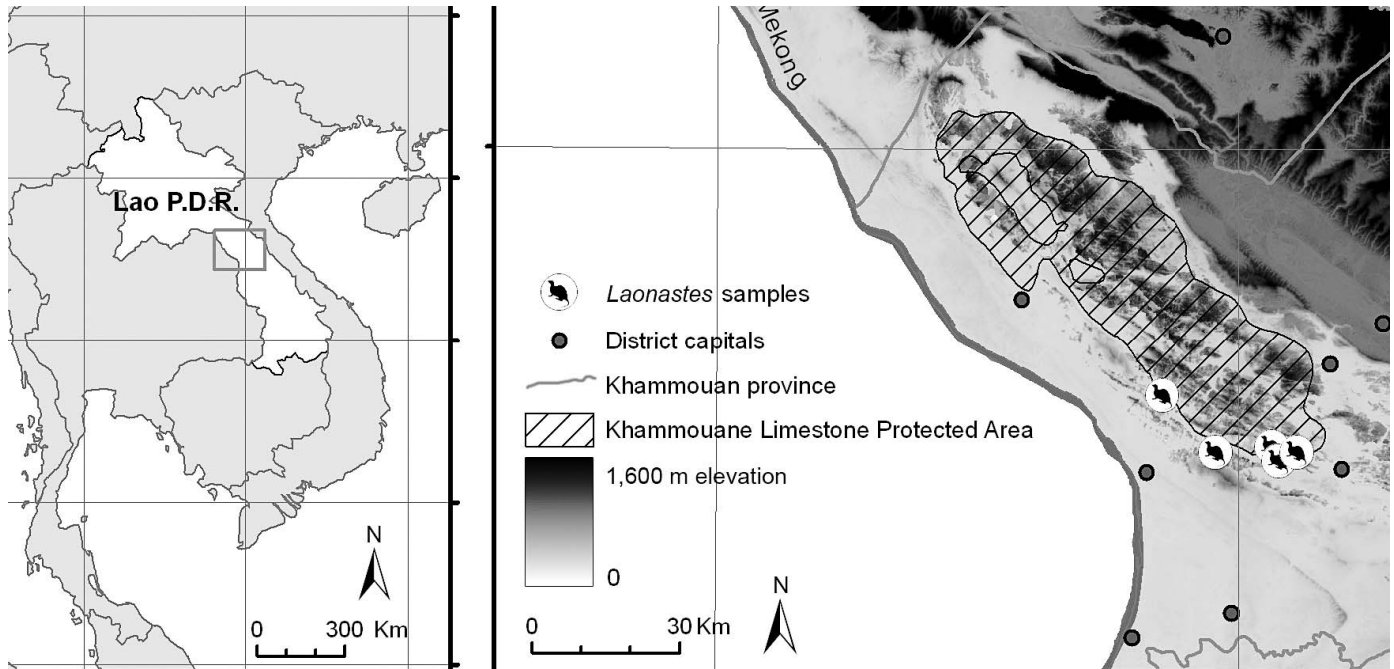 Lao P.D.R.
N
0 300 Km
Mekong
Laonastes samples
District capitals
Khammouan province
Khammouane Limestone Protected Area
1,600 m elevation
0
N
0 30 Km